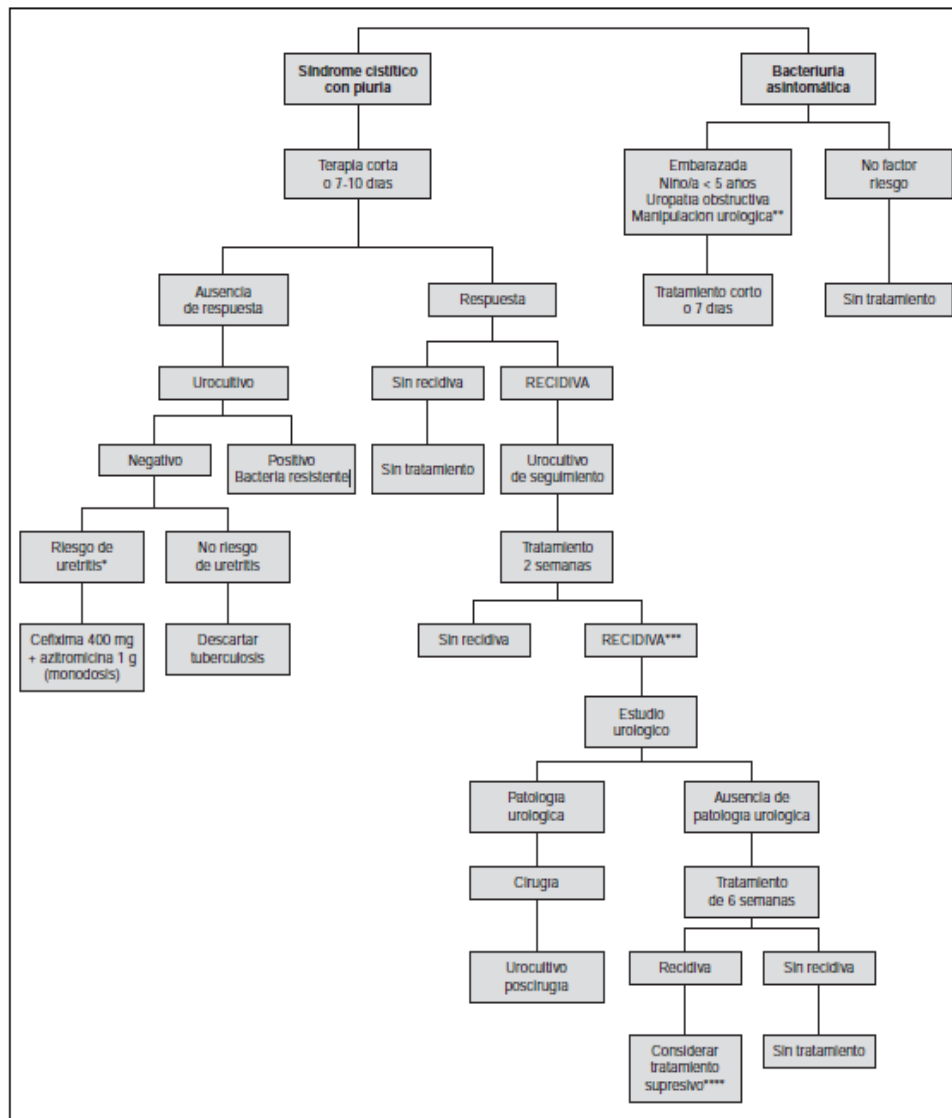 Síndrome cistítico
con piuria
Bacteriuria
asintomática
Terapia corta
o 7-10 días
Embarazada
Niño/a < 5 años
Uropatía obstructiva
Manipulación urológica**
No factor
riesgo
Ausencia
de respuesta
Respuesta
Tratamiento corto
o 7 días
Sin tratamiento
Urocultivo
Sin recidiva
RECIDIVA
Negativo
Positivo
Bacteria resistente
Sin tratamiento
Urocultivo
de seguimiento
Riesgo de
uretritis*
No riesgo
de uretritis
Tratamiento
2 semanas
Cefixima 400 mg
+ azitromicina 1 g
(monodosis)
Descartar
tuberculosis
Sin recidiva
RECIDIVA***
Estudio
urológico
Patología
urológica
Ausencia de
patología urológica
Cirugía
Tratamiento
de 6 semanas
Urocultivo
poscirugía
Recidiva
Sin recidiva
Considerar
tratamiento
supresivo****
Sin tratamiento